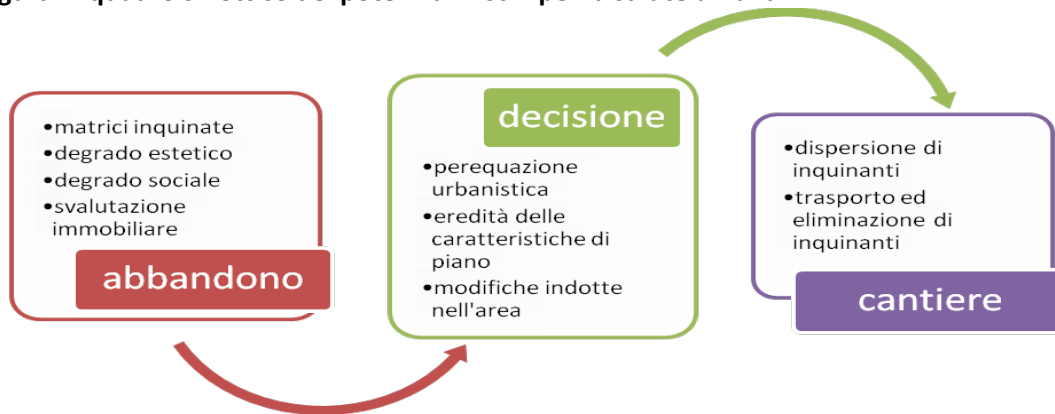 •matrici inquinate
•degrado estetico
•degrado sociale
•svalutazione
immobiliare
abbandono
decisione
•perequazione
urbanistica
•eredità delle
caratteristiche di
piano
•modifiche indotte
nell'area
•dispersione di
inquinanti
•trasporto ed
eliminazione di
inquinanti
cantiere